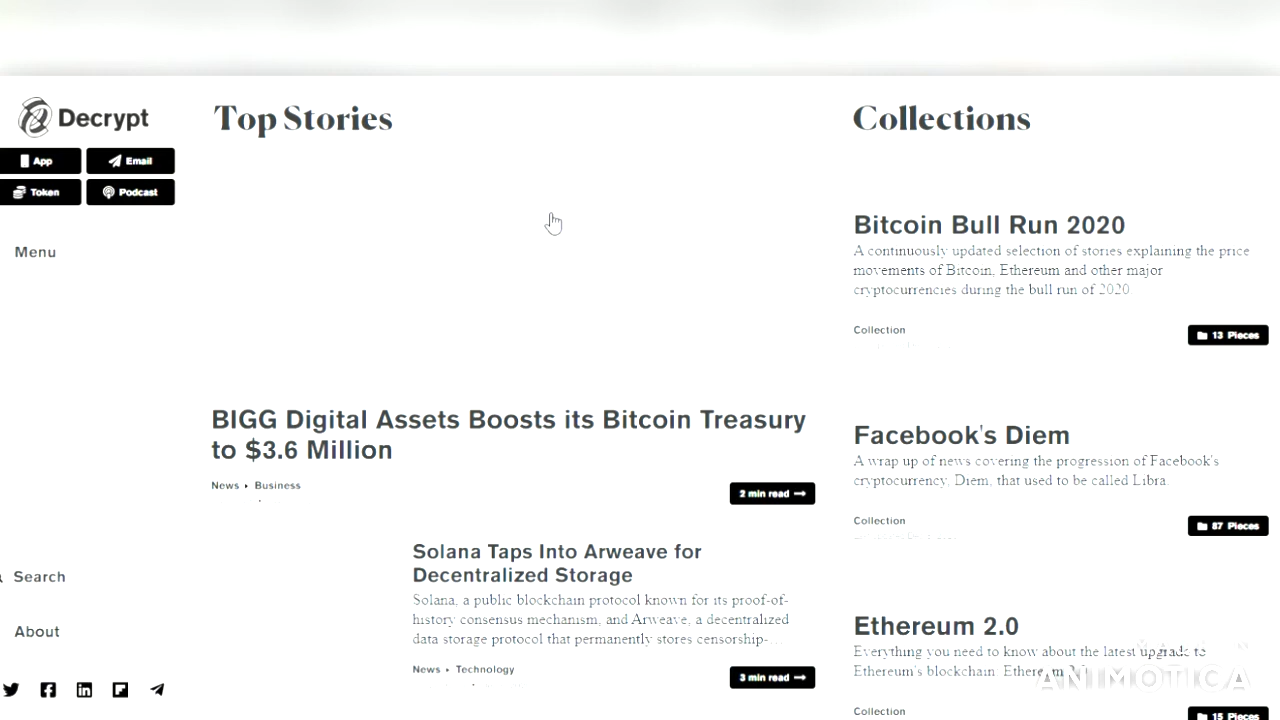 Decrypt
App
Email
Token
Podcast
Menu
Search
About
Top Stories
BIGG Digital Assets Boosts its Bitcoin Treasury
to $3.6 Million
News ▸ Business
2 min read →
Solana Taps Into Arweave for
Decentralized Storage
Solana, a public blockchain protocol known for its proof-of-
history consensus mechanism, and Arweave, a decentralized
data storage protocol that permanently stores censorship-...
News ▸ Technology
3 min read →
Collections
Bitcoin Bull Run 2020
A continuously updated selection of stories explaining the price
movements of Bitcoin, Ethereum and other major
cryptocurrencies during the bull run of 2020
Collection
13 Pieces
Facebook's Diem
A wrap up of news covering the progression of Facebook's
cryptocurrency, Diem, that used to be called Libra.
Collection
87 Pieces
Ethereum 2.0
Everything you need to know about the latest upgrade to
Ethereum's blockchain: Ethereum
Collection
15 Pieces
ANIMOTICA